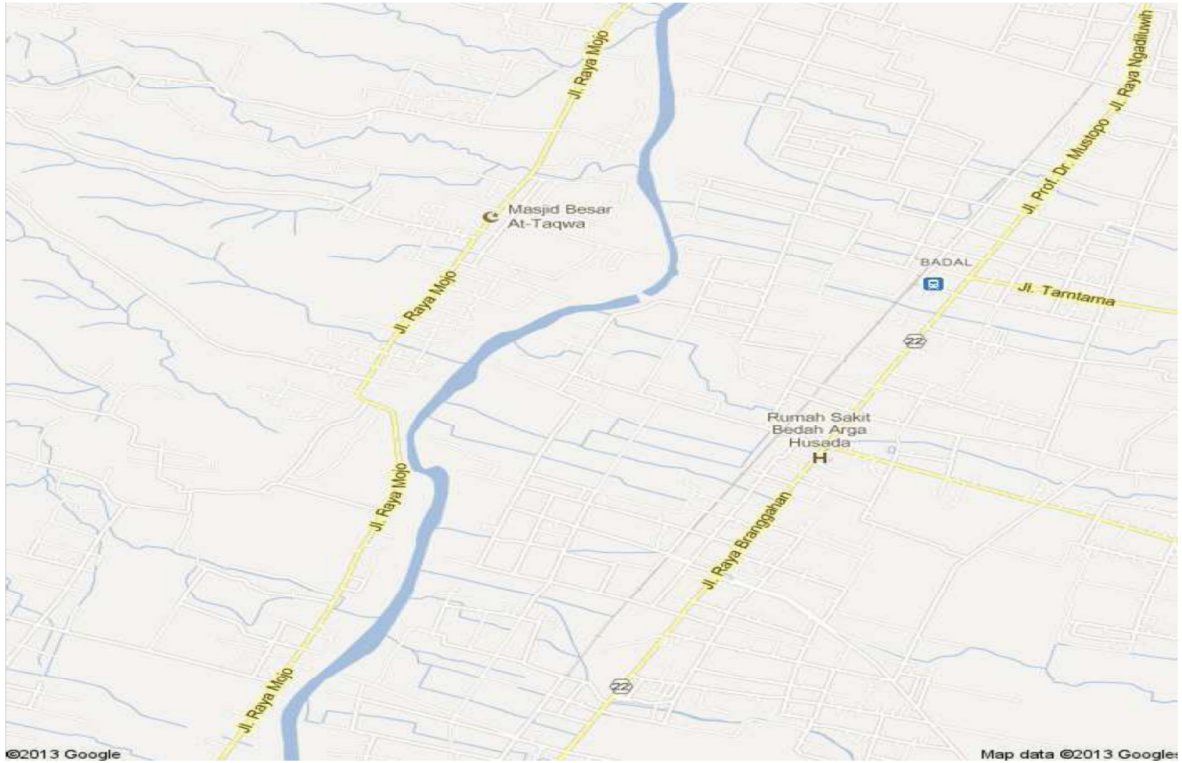 Jl. Raya Mojo
Jl. Raya Ngadiluwih
Jl. Prof. Dr. Mustopo
Masjid Besar
At-Taqwa
BADAL
Jl. Raya Mojo
Jl. Tamtama
22
Rumah Sakit
Bedah Arga
Husada
H
Jl. Raya Mojo
Jl. Raya Branggahan
22
Jl. Raya Mojo
©2013 Google
Map data ©2013 Google